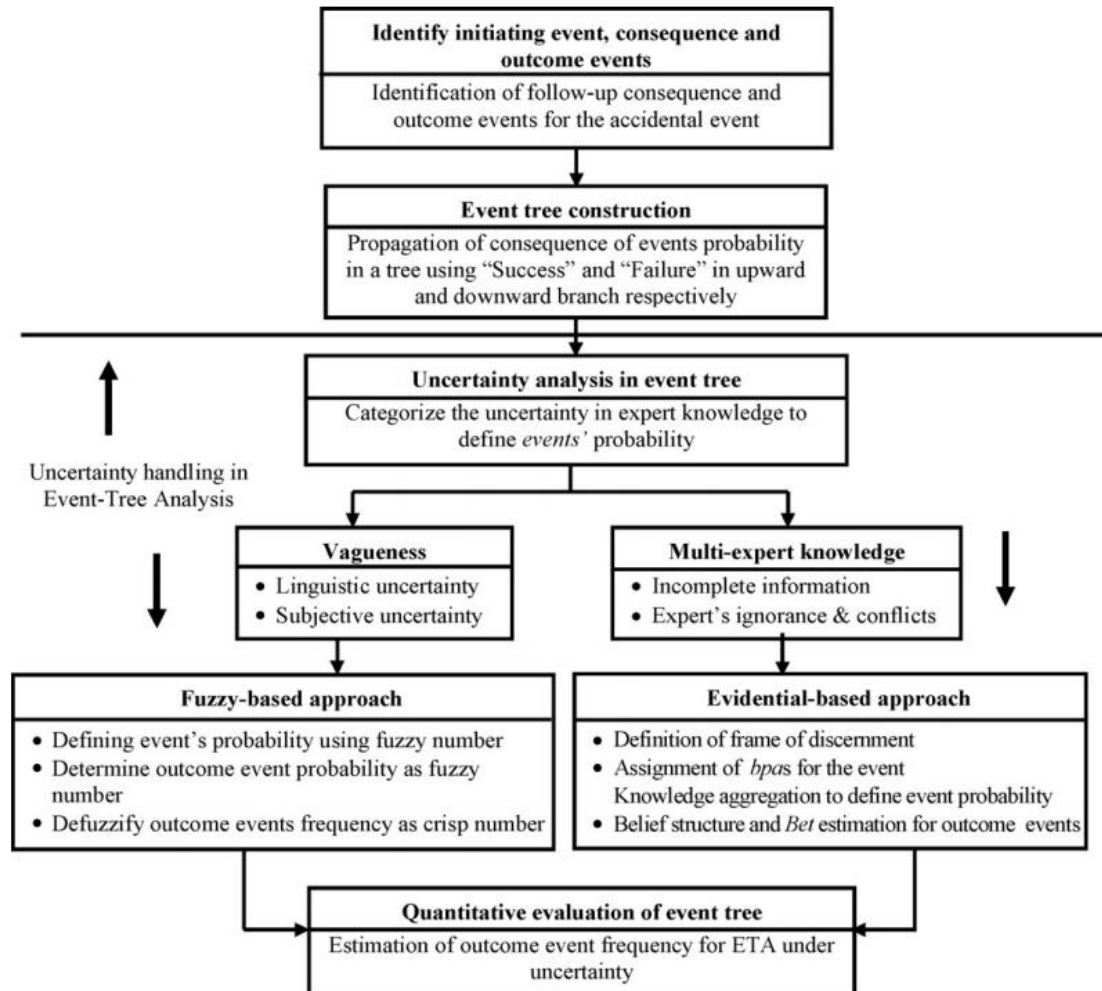 Identify initiating event, consequence and
outcome events
Identification of follow-up consequence and
outcome events for the accidental event
Event tree construction
Propagation of consequence of events probability
in a tree using “Success” and “Failure” in upward
and downward branch respectively
Uncertainty analysis in event tree
Categorize the uncertainty in expert knowledge to
define events’ probability
Uncertainty handling in
Event-Tree Analysis
Vagueness
• Linguistic uncertainty
• Subjective uncertainty
Multi-expert knowledge
• Incomplete information
• Expert’s ignorance & conflicts
Fuzzy-based approach
• Defining event’s probability using fuzzy number
• Determine outcome event probability as fuzzy
number
• Defuzzify outcome events frequency as crisp number
Evidential-based approach
• Definition of frame of discernment
• Assignment of bpas for the event
Knowledge aggregation to define event probability
• Belief structure and Bet estimation for outcome events
Quantitative evaluation of event tree
Estimation of outcome event frequency for ETA under
uncertainty